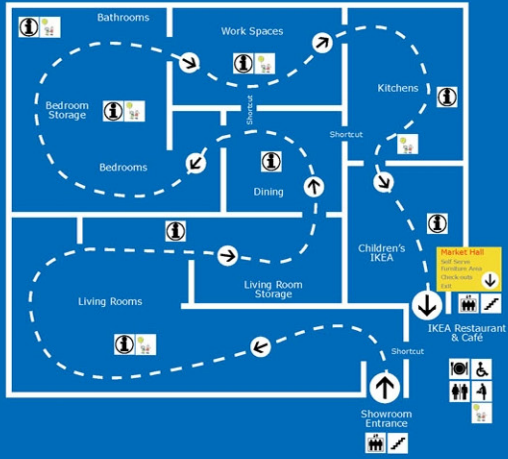 Bathrooms
Work Spaces
Kitchens
Bedroom
Storage
Shortcut
Shortcut
Bedrooms
Dining
Children's
IKEA
Market Hall
Self Serve
Furniture Area
Check-outs
Exit
Living Rooms
Living Room
Storage
IKEA Restaurant
& Café
Shortcut
Showroom
Entrance